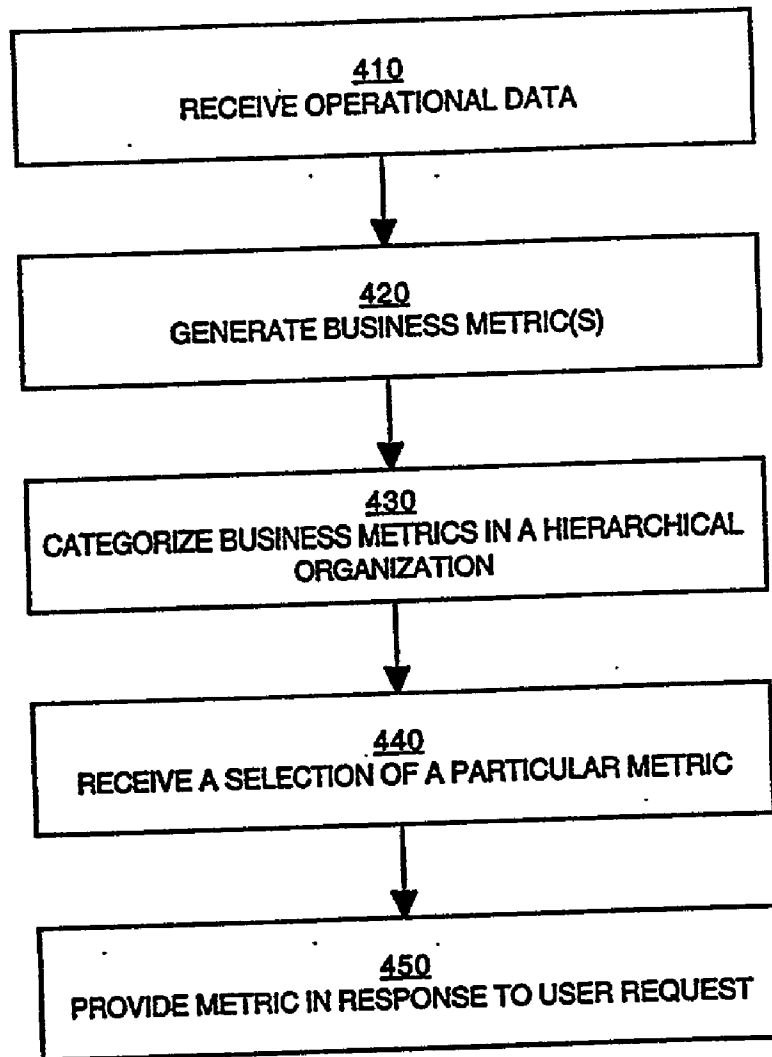 410
RECEIVE OPERATIONAL DATA
420
GENERATE BUSINESS METRIC(S)
430
CATEGORIZE BUSINESS METRICS IN A HIERARCHICAL
ORGANIZATION
440
RECEIVE A SELECTION OF A PARTICULAR METRIC
450
PROVIDE METRIC IN RESPONSE TO USER REQUEST